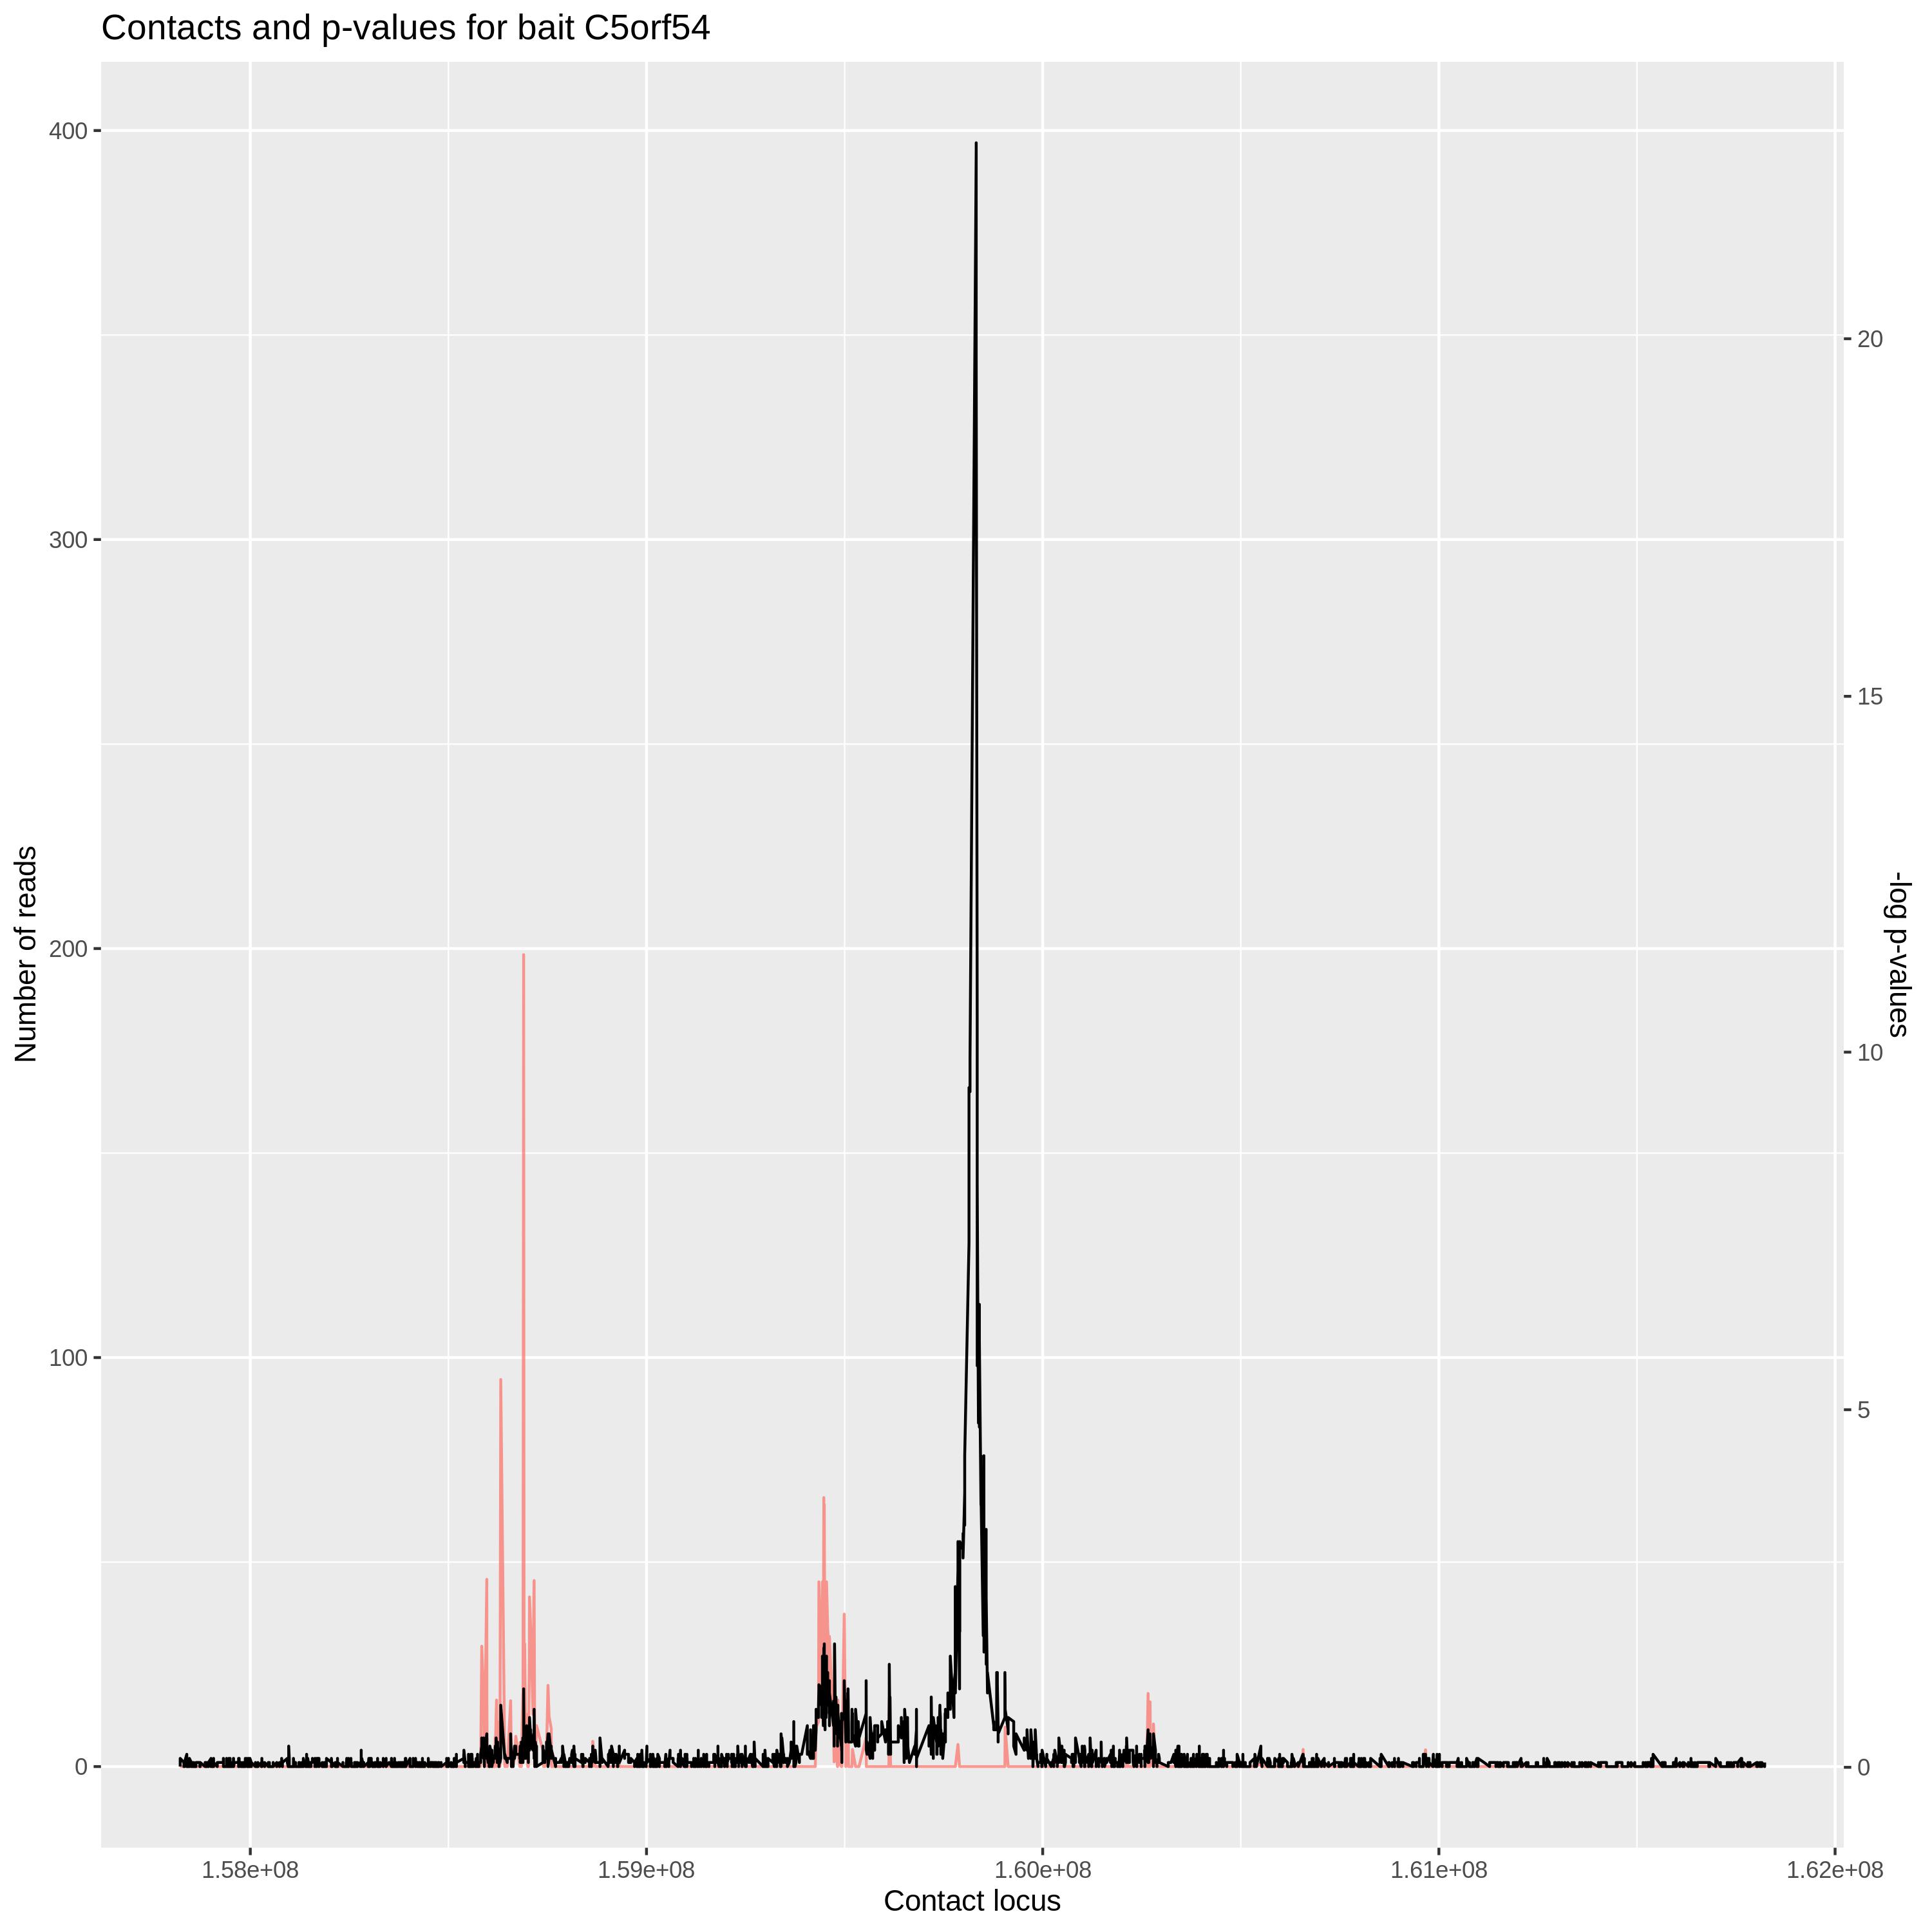 Contacts and p-values for bait C5orf54
400
300
200
100
0
Number of reads
20
15
10
5
0
-log p-values
1.58e+08 1.59e+08 1.60e+08 1.61e+08 1.62e+08
Contact locus